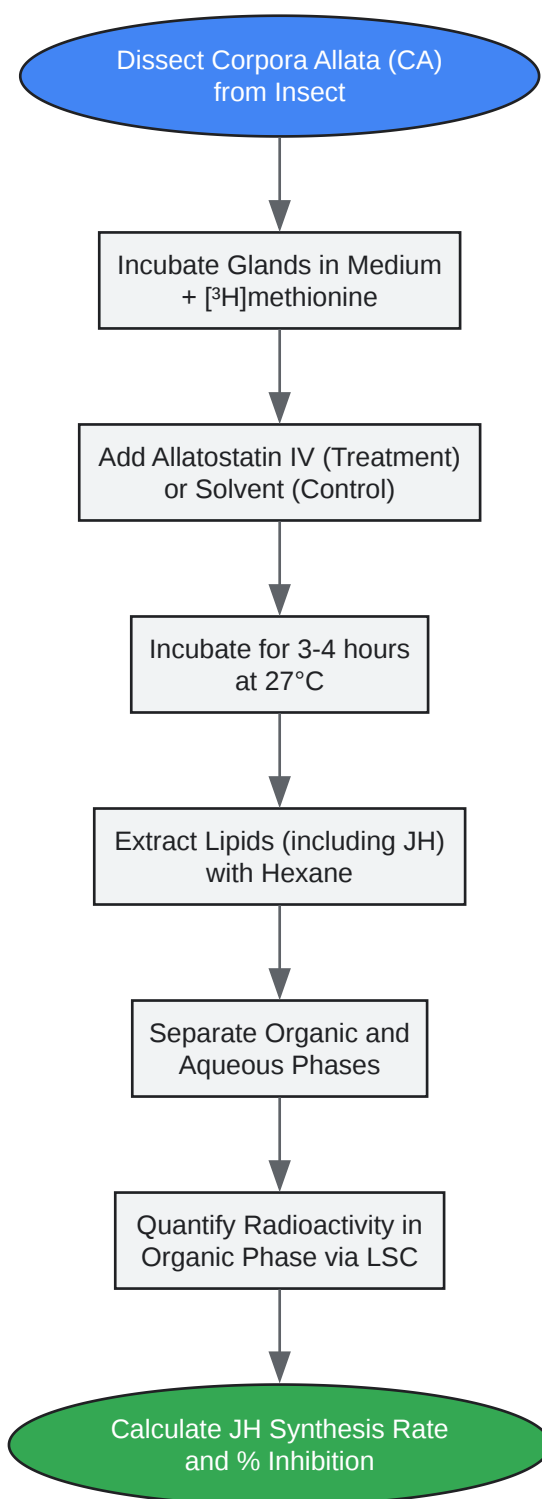 Dissect Corpora Allata (CA)
from Insect
Incubate Glands in Medium
+ [³H]methionine
Add Allatostatin IV (Treatment)
or Solvent (Control)
Incubate for 3-4 hours
at 27°C
Extract Lipids (including JH)
with Hexane
Separate Organic and
Aqueous Phases
Quantify Radioactivity in
Organic Phase via LSC
Calculate JH Synthesis Rate
and % Inhibition